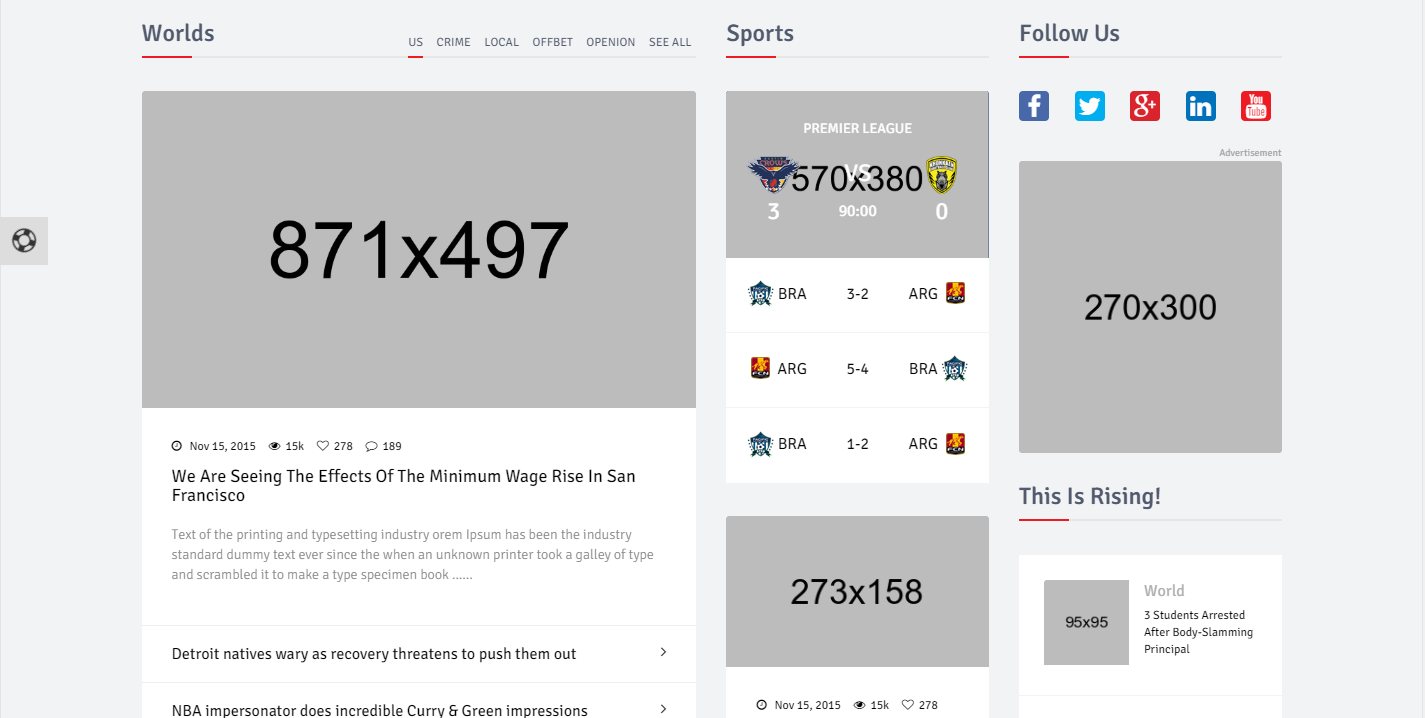 Worlds
US CRIME LOCAL OFFBET OPENION SEE ALL
871x497
Nov 15, 2015 15k 278 189
We Are Seeing The Effects Of The Minimum Wage Rise In San
Francisco
Text of the printing and typesetting industry orem Ipsum has been the industry
standard dummy text ever since the when an unknown printer took a galley of type
and scrambled it to make a type specimen book ......
Detroit natives wary as recovery threatens to push them out
NBA impersonator does incredible Curry & Green impressions
Sports
PREMIER LEAGUE
570x380
VS
3 90:00 0
BRA 3-2 ARG
ARG 5-4 BRA
BRA 1-2 ARG
273x158
Nov 15, 2015 15k 278
Follow Us
f g+ in You Tube
Advertisement
270x300
This Is Rising!
95x95
World
3 Students Arrested
After Body-Slamming
Principal